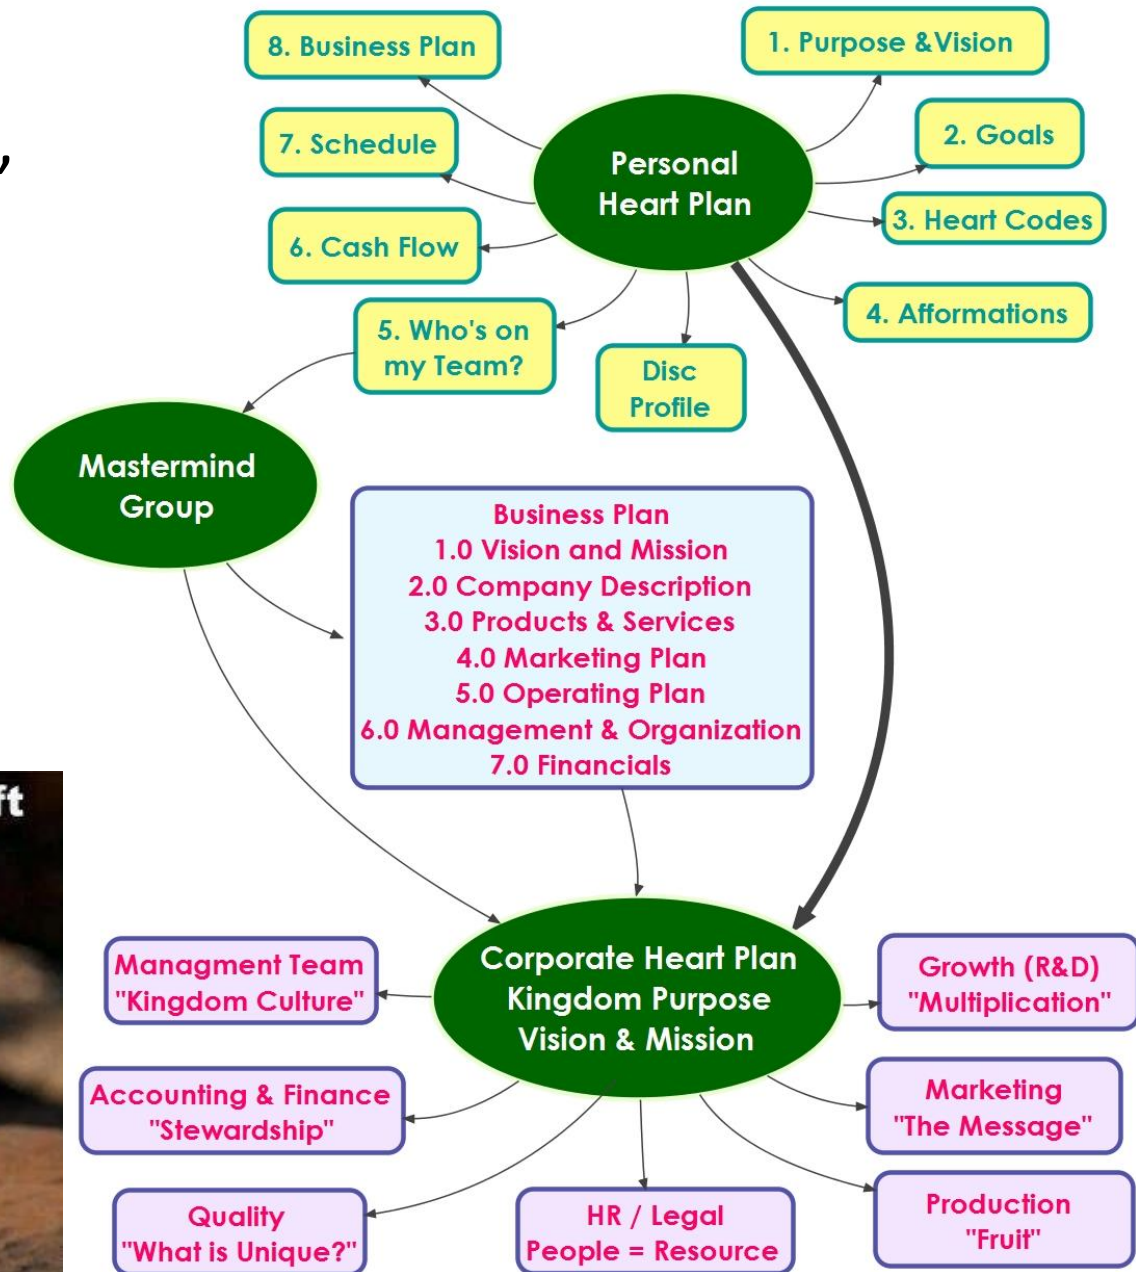 8. Business Plan
1. Purpose &Vision
7. Schedule
2. Goals
Personal
Heart Plan
3. Heart Codes
6. Cash Flow
4. Afformations
5. Who's on
my Team?
Disc
Profile
Mastermind
Group
Business Plan
1.0 Vision and Mission
2.0 Company Description
3.0 Products & Services
4.0 Marketing Plan
5.0 Operating Plan
6.0 Management & Organization
7.0 Financials
Corporate Heart Plan
Kingdom Purpose
Vision & Mission
Managment Team
"Kingdom Culture"
Growth (R&D)
"Multiplication"
Accounting & Finance
"Stewardship"
Marketing
"The Message"
Quality
"What is Unique?"
HR / Legal
People = Resource
Production
"Fruit"